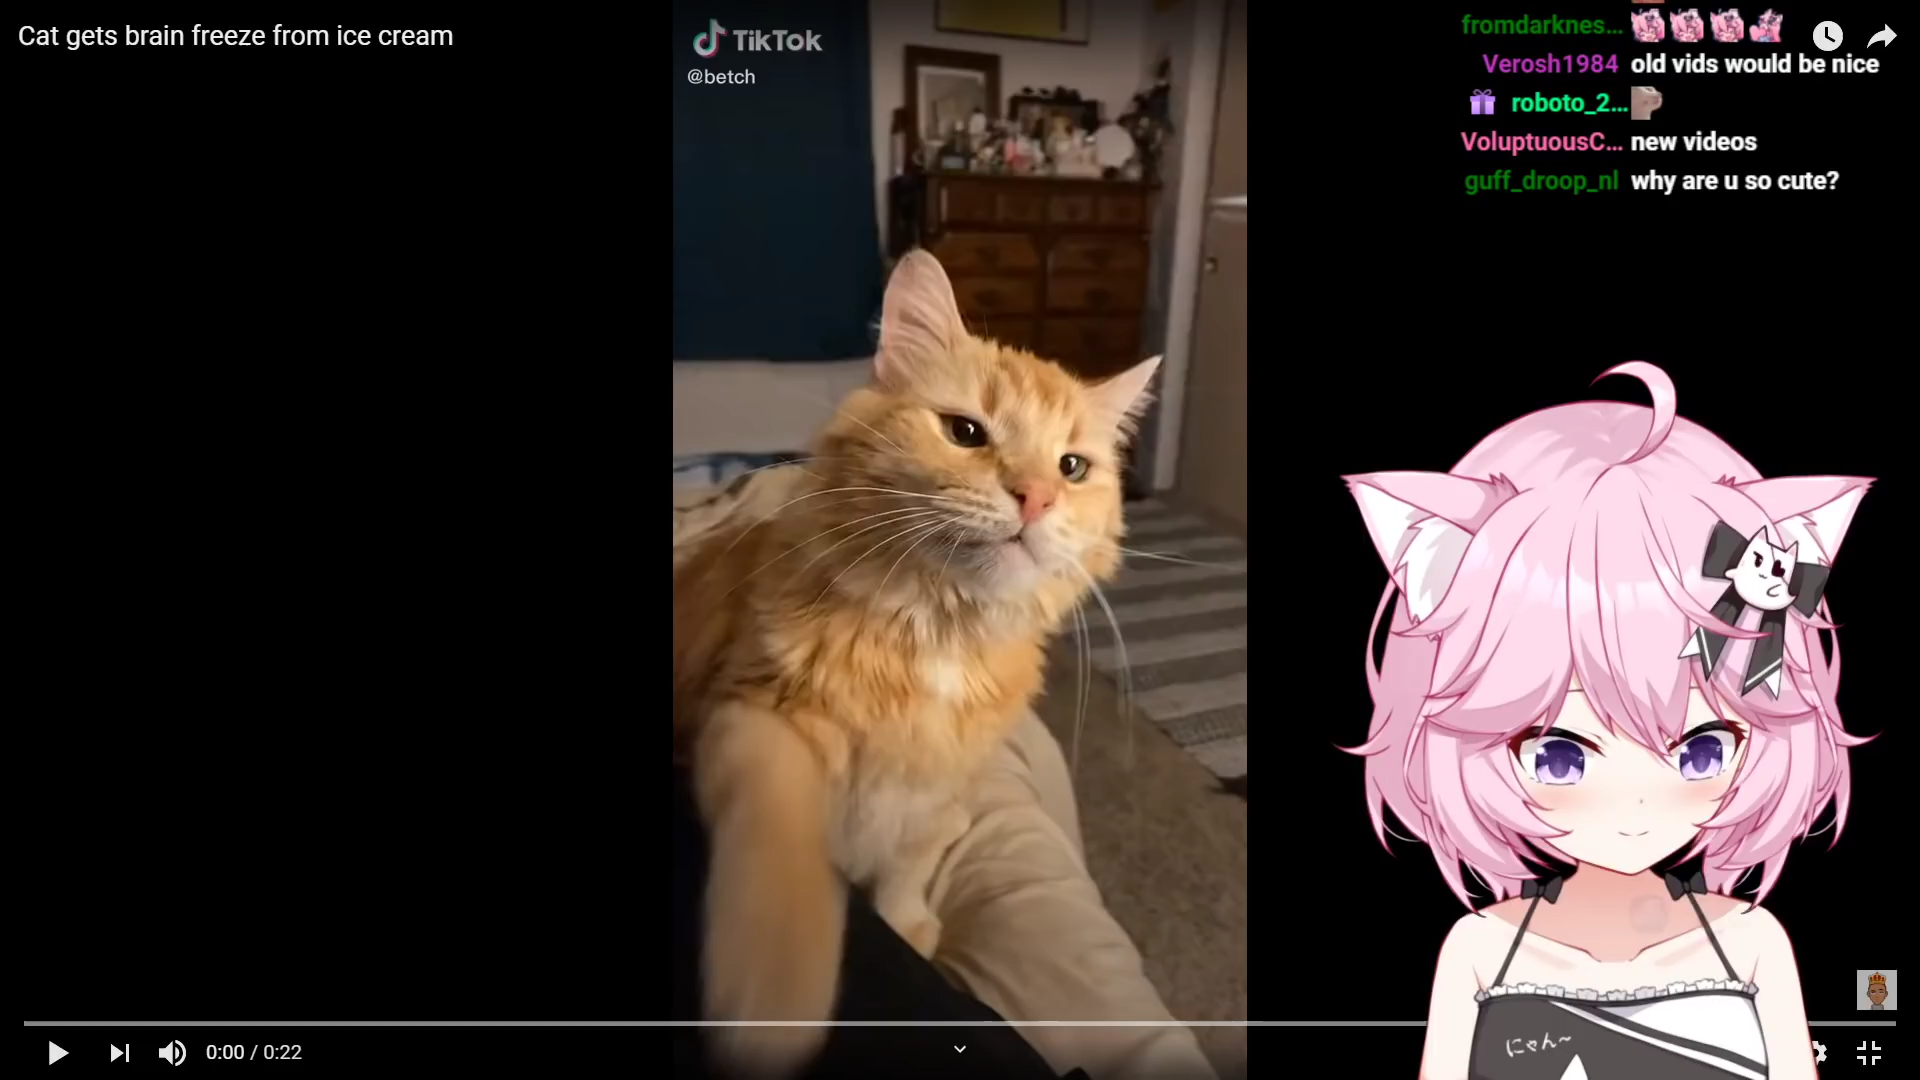 Cat gets brain freeze from ice cream
TikTok
@betch
fromdarknes...
Verosh1984 old vids would be nice
roboto_2...
VoluptuousC... new videos
guff_droop_nl why are u so cute?
にゃん~
0:00 / 0:22